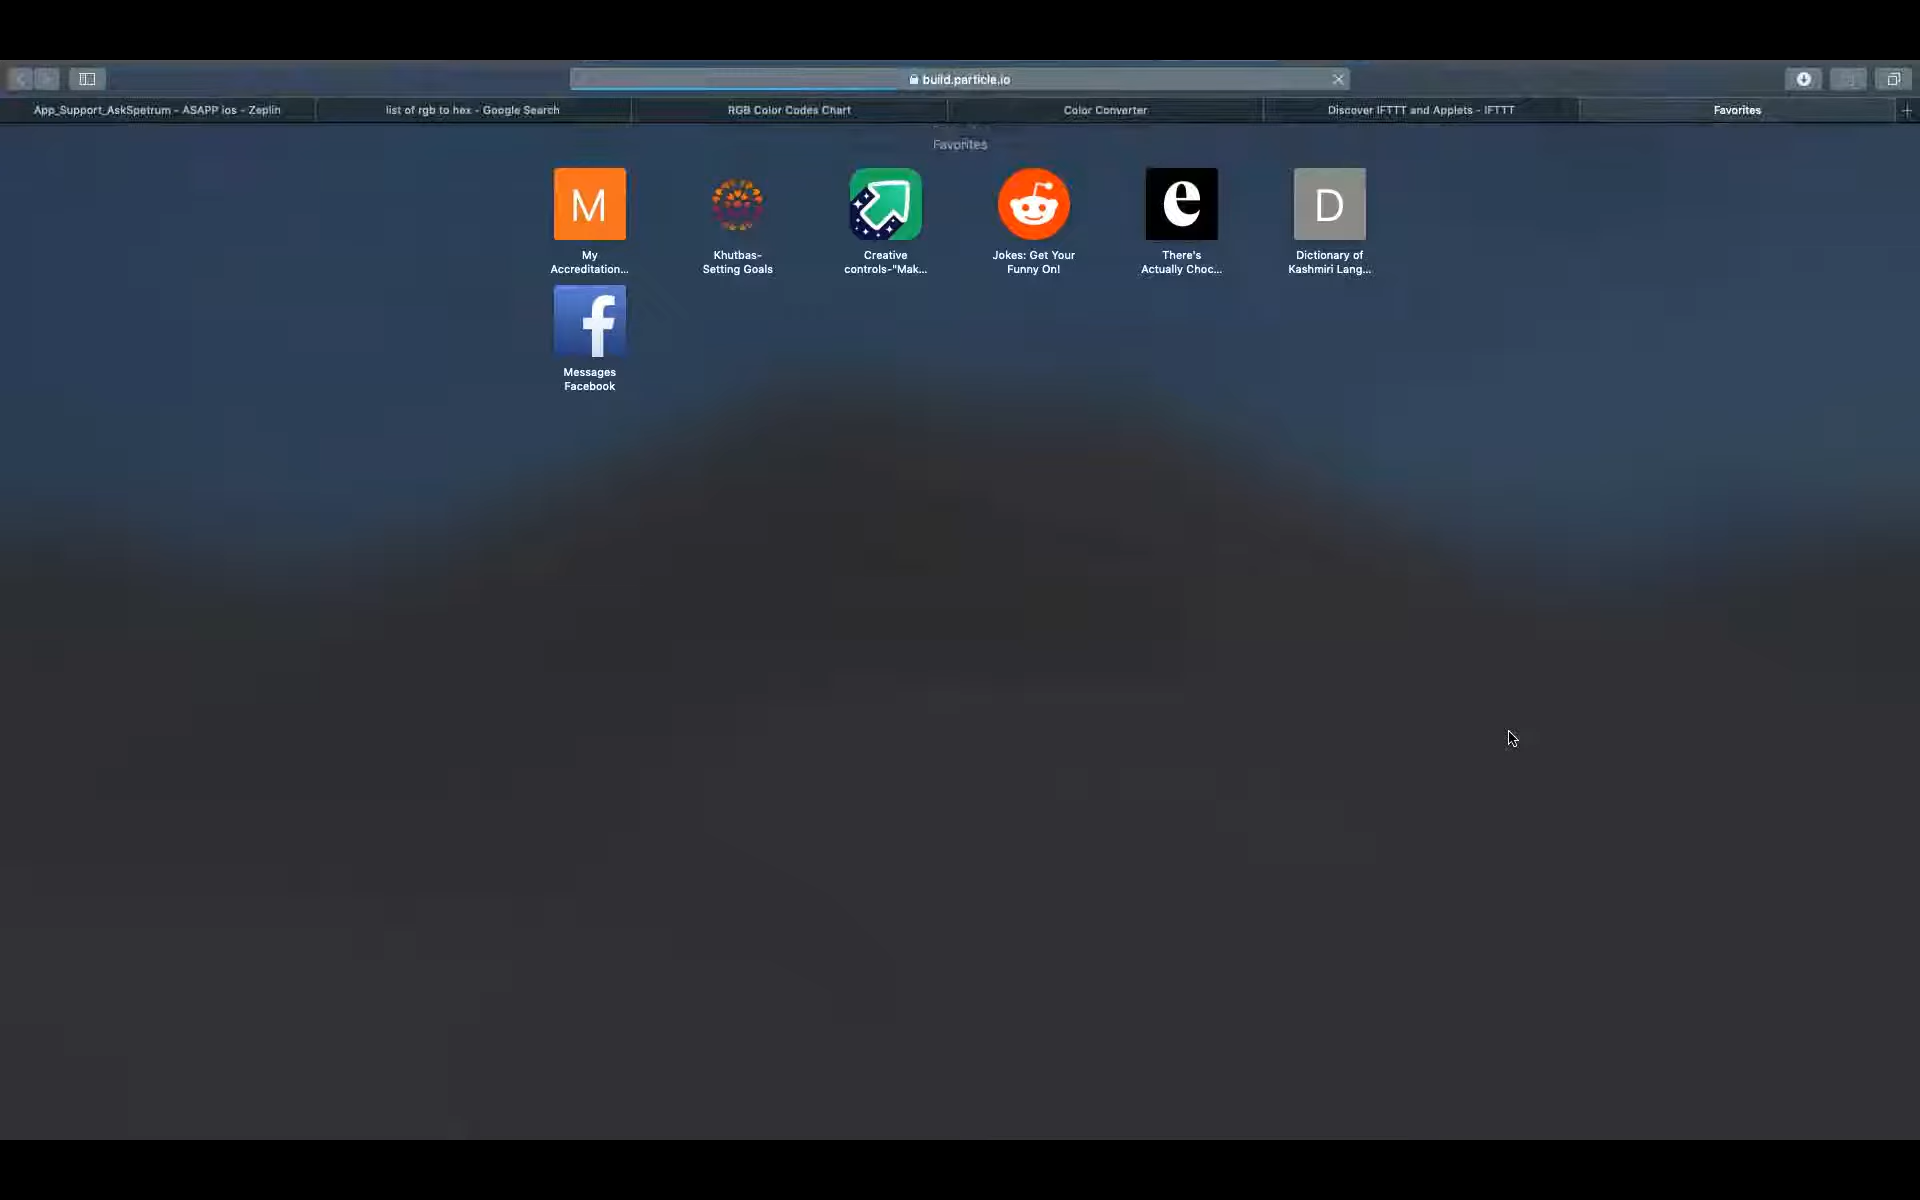 build.particle.io
App_Support_AskSpetrum - ASAPP ios - Zeplin
list of rgb to hex - Google Search
RGB Color Codes Chart
Color Converter
Discover IFTTT and Applets - IFTTT
Favorites
Favorites
M
e
D
My
Accreditation...
Khutbas-
Setting Goals
Creative
controls-"Mak...
Jokes: Get Your
Funny On!
There's
Actually Choc...
Dictionary of
Kashmiri Lang...
f
Messages
Facebook